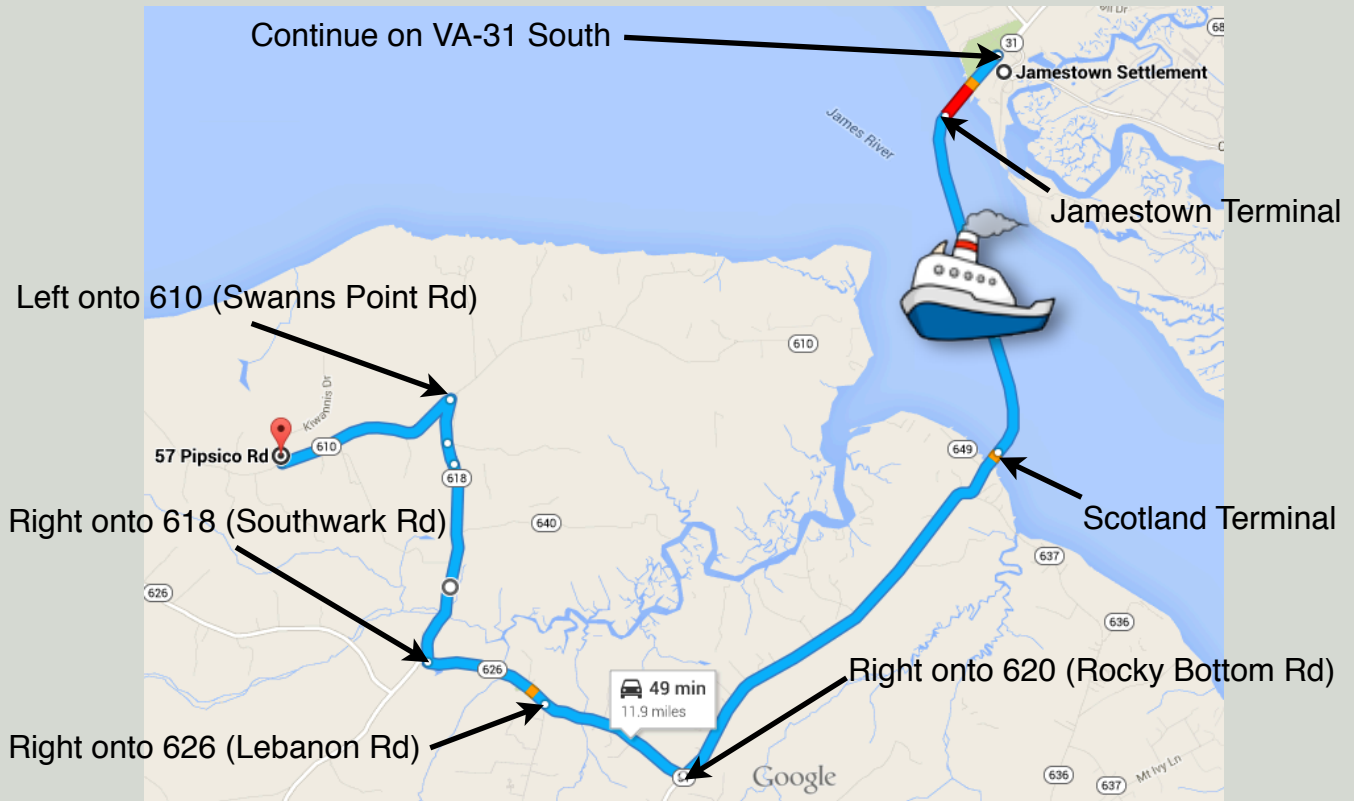 Continue on VA-31 South
31
Jamestown Settlement
68
James River
Jamestown Terminal
Left onto 610 (Swanns Point Rd)
610
Kiwannis Dr
57 Pipsico Rd
610
649
618
Scotland Terminal
Right onto 618 (Southwark Rd)
640
637
626
636
626
49 min
11.9 miles
Right onto 620 (Rocky Bottom Rd)
Right onto 626 (Lebanon Rd)
Google
636
637
Mt Ivy Ln